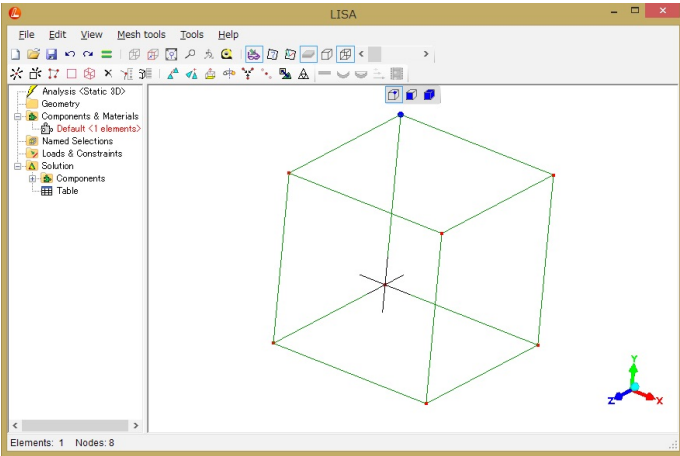 LISA
File Edit View Mesh tools Tools Help
Analysis <Static 3D>
Geometry
Components & Materials
Default <1 elements>
Named Selections
Loads & Constraints
Solution
Components
Table
Y
Z X
Elements: 1 Nodes: 8